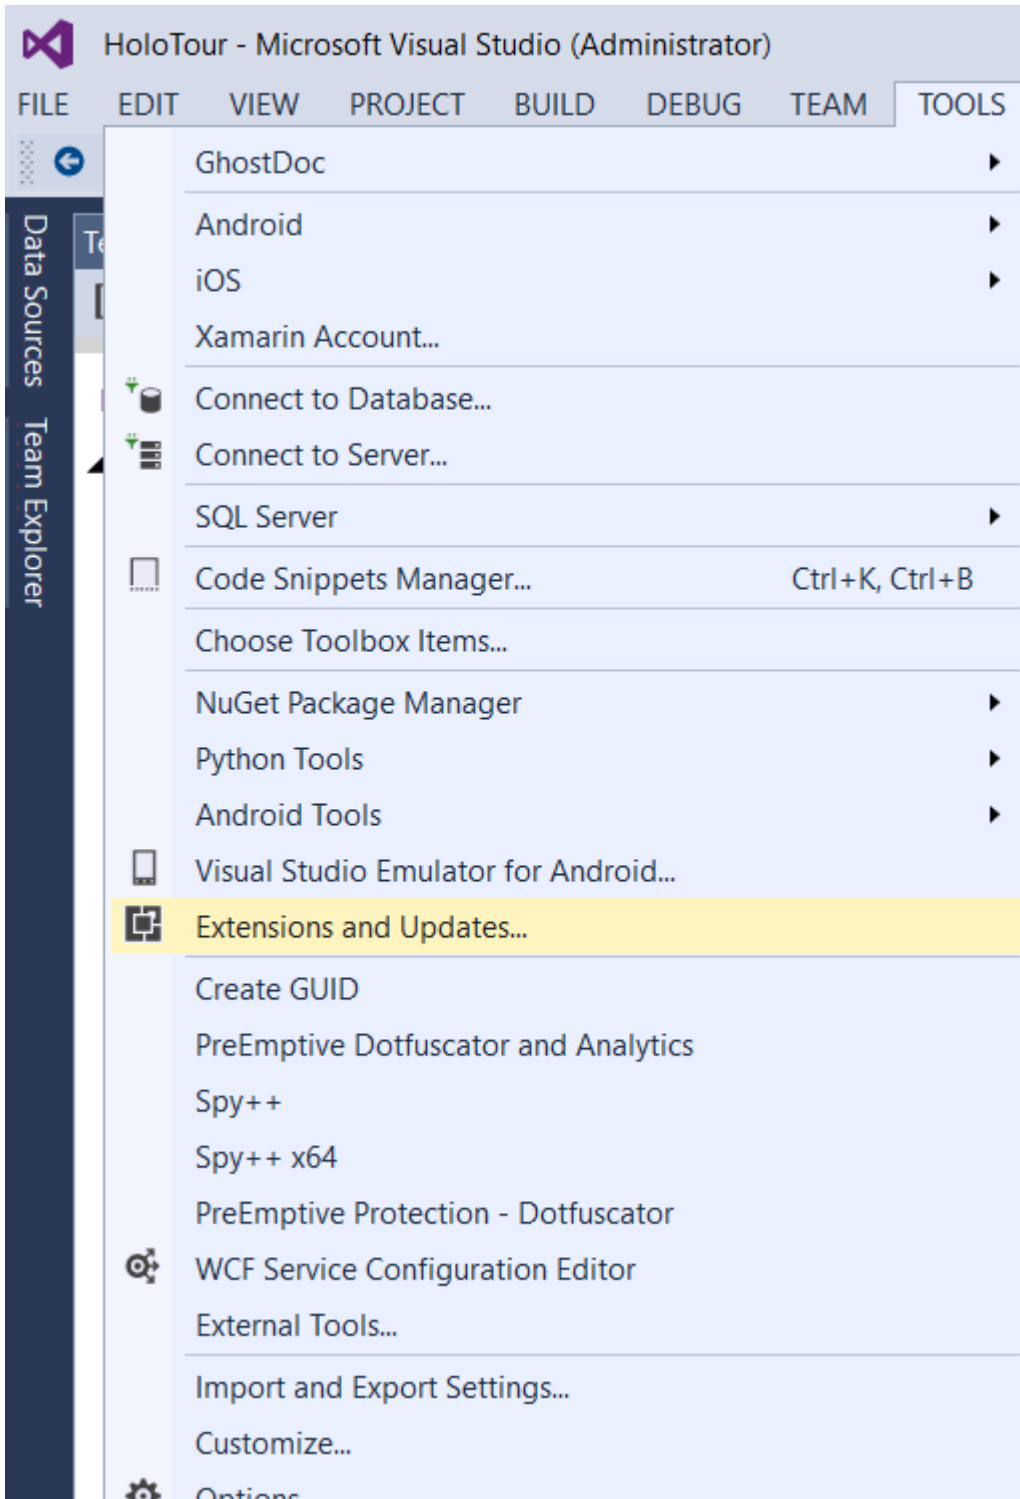 HoloTour - Microsoft Visual Studio (Administrator)
FILE EDIT VIEW PROJECT BUILD DEBUG TEAM TOOLS
GhostDoc
Android
iOS
Xamarin Account...
Connect to Database...
Connect to Server...
SQL Server
Code Snippets Manager... Ctrl+K, Ctrl+B
Choose Toolbox Items...
NuGet Package Manager
Python Tools
Android Tools
Visual Studio Emulator for Android...
Extensions and Updates...
Create GUID
PreEmptive Dotfuscator and Analytics
Spy++
Spy++ x64
PreEmptive Protection - Dotfuscator
WCF Service Configuration Editor
External Tools...
Import and Export Settings...
Customize...
Options
Data Sources
Team Explorer